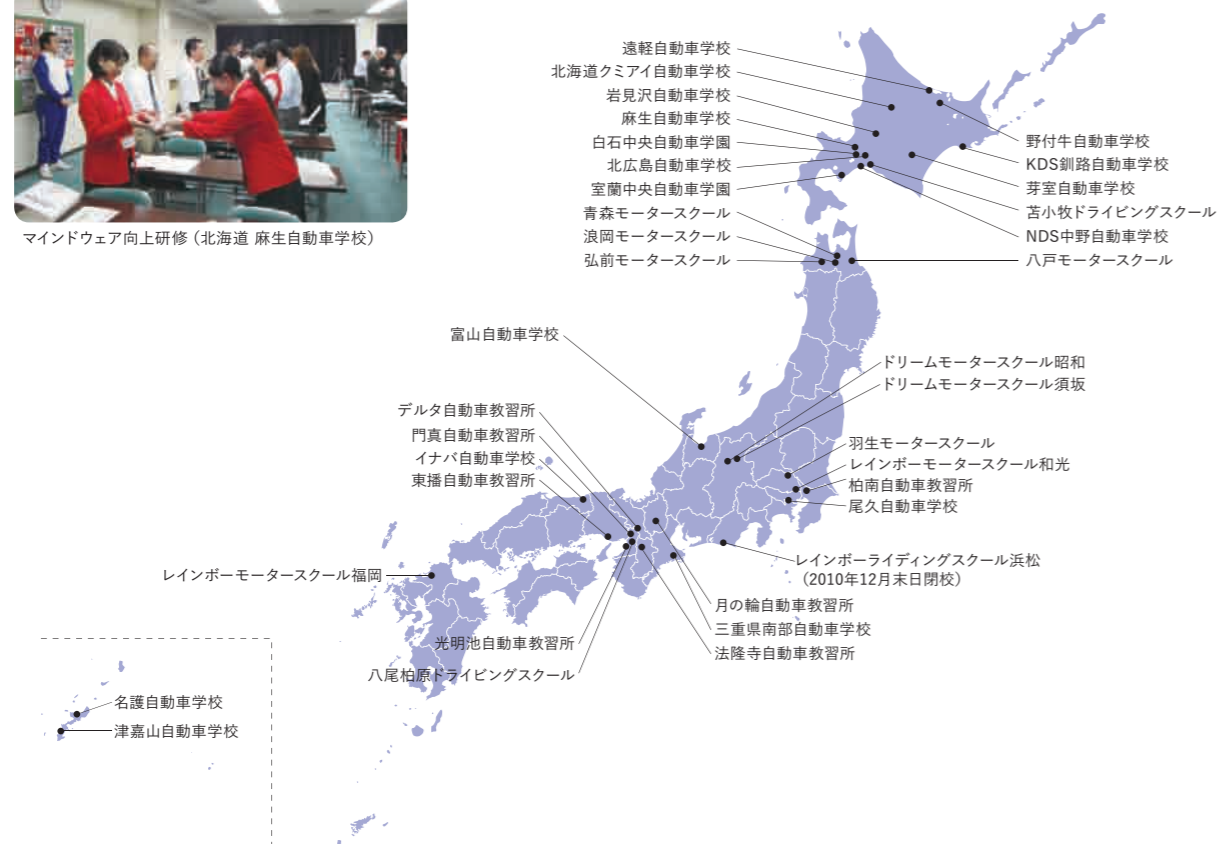 マインドウェア向上研修（北海道 麻生自動車学校）
遠軽自動車学校
北海道クミアイ自動車学校
岩見沢自動車学校
麻生自動車学校
白石中央自動車学園
北広島自動車学校
室蘭中央自動車学園
青森モータースクール
浪岡モータースクール
弘前モータースクール
野付牛自動車学校
KDS釧路自動車学校
芽室自動車学校
苫小牧ドライビングスクール
NDS中野自動車学校
八戸モータースクール
富山自動車学校
ドリームモータースクール昭和
ドリームモータースクール須坂
デルタ自動車教習所
門真自動車教習所
イナバ自動車学校
東播自動車教習所
羽生モータースクール
レインボーモータースクール和光
柏南自動車教習所
尾久自動車学校
レインボーライディングスクール浜松
（2010年12月末日閉校）
レインボーモータースクール福岡
月の輪自動車教習所
三重県南部自動車学校
法隆寺自動車教習所
光明池自動車教習所
八尾柏原ドライビングスクール
名護自動車学校
津嘉山自動車学校